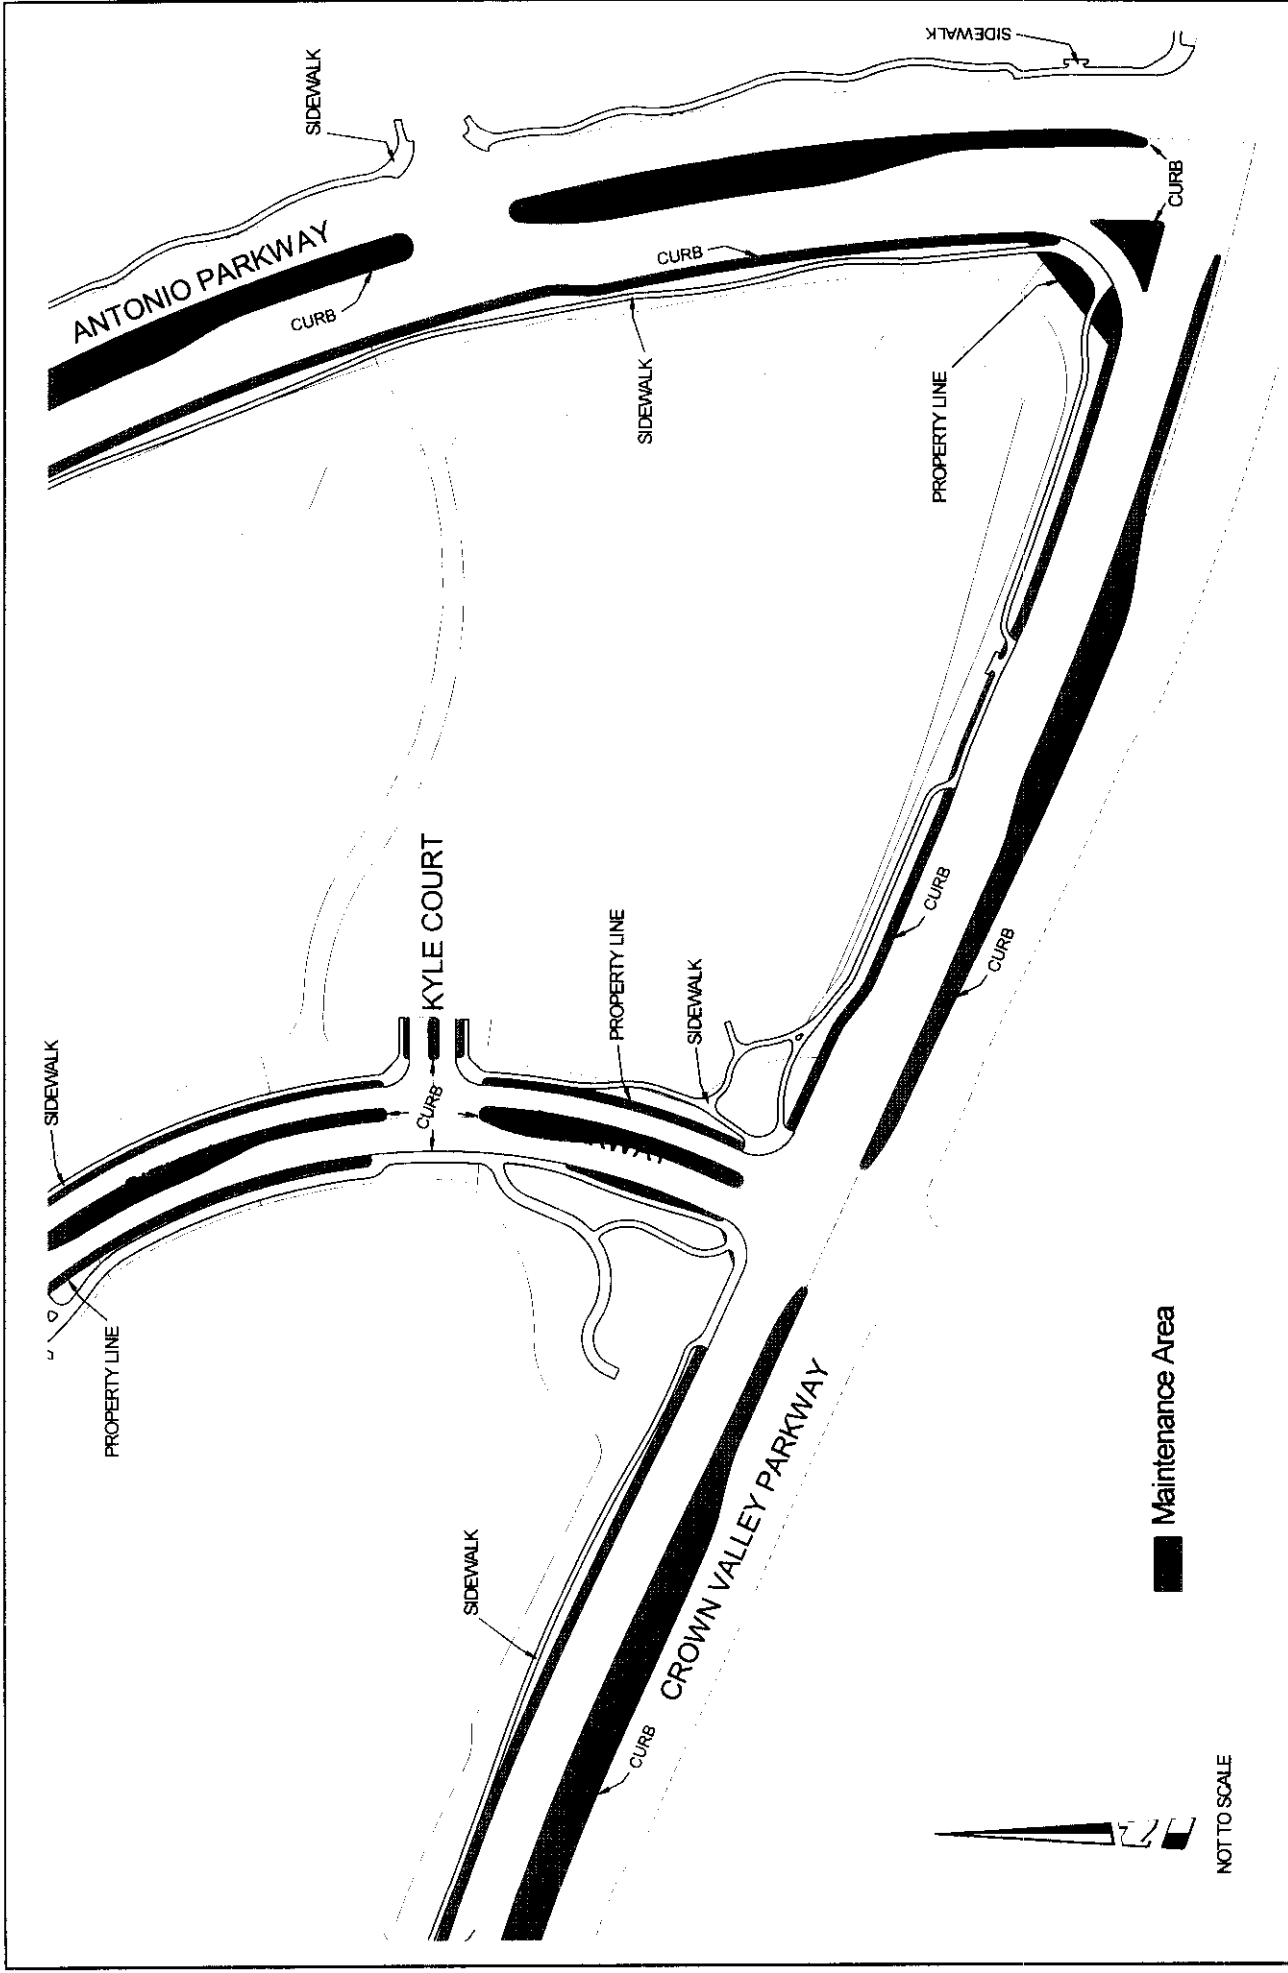 SIDEWALK
PROPERTY LINE
ANTONIO PARKWAY
SIDEWALK
CURB
CURB
KYLE COURT
SIDEWALK
PROPERTY LINE
CURB
SIDEWALK
CURB
SIDEWALK
CROWN VALLEY PARKWAY
CURB
PROPERTY LINE
SIDEWALK
CURB
Maintenance Area
CURB
NOT TO SCALE